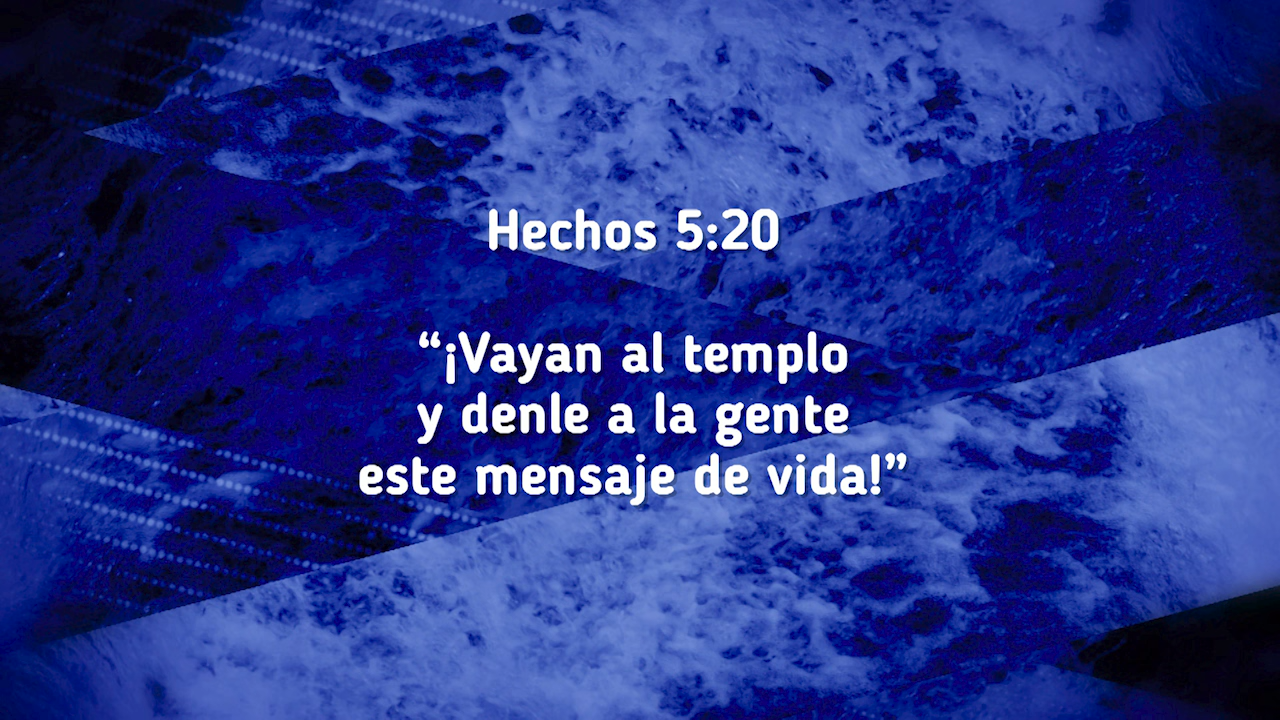 Hechos 5:20
“¡Vayan al templo
y denle a la gente
este mensaje de vida!”